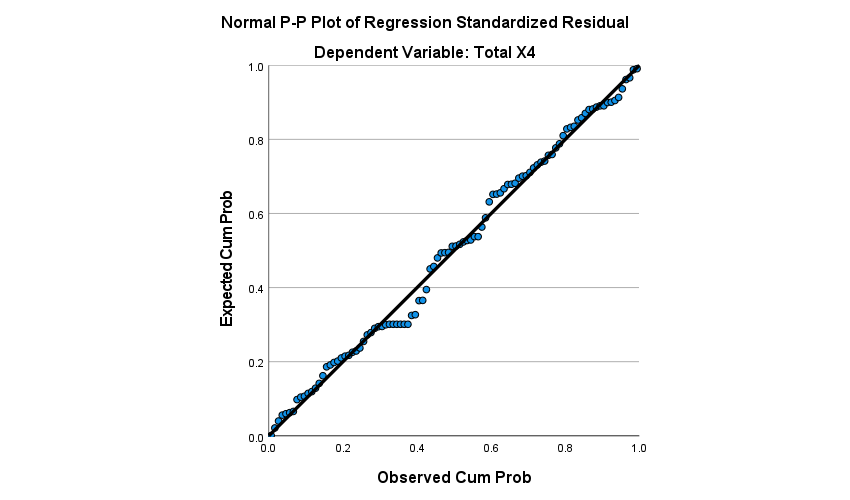 Normal P-P Plot of Regression Standardized Residual
Dependent Variable: Total X4
Expected Cum Prob
1.0
0.8
0.6
0.4
0.2
0.0
0.0 0.2 0.4 0.6 0.8 1.0
Observed Cum Prob